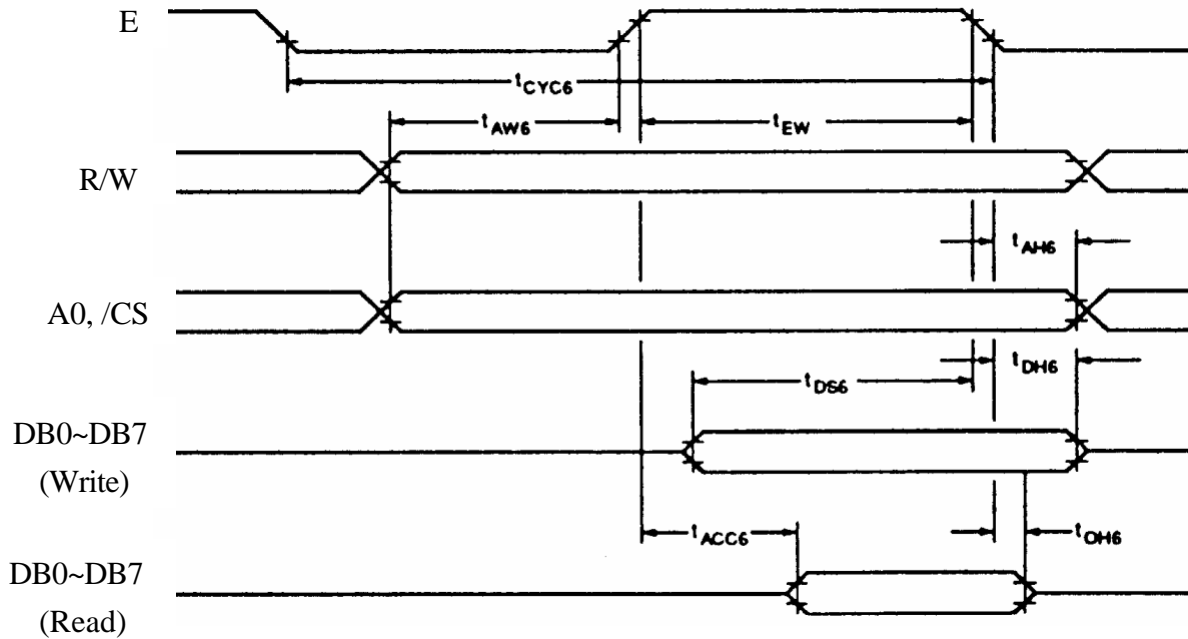 E
tCYC6
tAW6
tEW
R/W
tAH6
A0, /CS
tDH6
tDS6
DB0~DB7
(Write)
tACC6
tOH6
DB0~DB7
(Read)